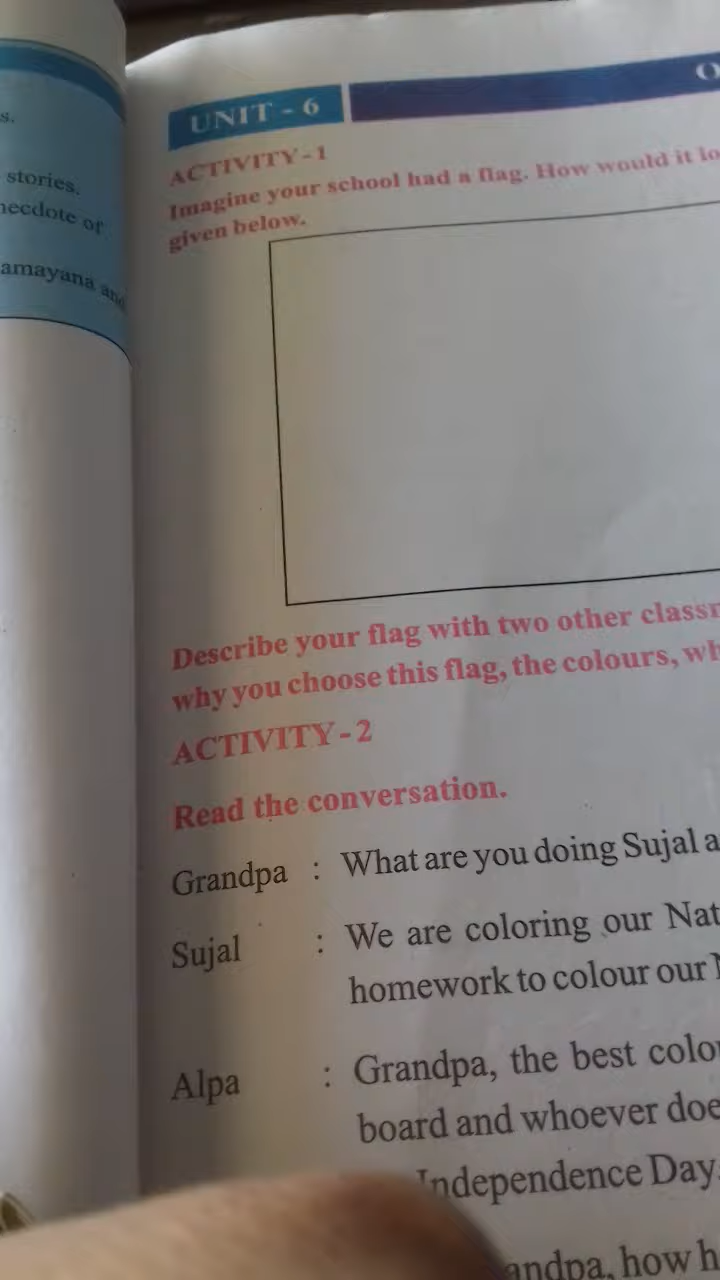 s.
stories.
necdote or
amayana and
UNIT - 6
ACTIVITY-1
Imagine your school had a flag. How would it lo
given below.
Describe your flag with two other classr
why you choose this flag, the colours, wh
ACTIVITY-2
Read the conversation.
Grandpa : What are you doing Sujal a
Sujal : We are coloring our Nat
homework to colour our N
Alpa : Grandpa, the best colo
board and whoever doe
Independence Day.
andpa, how h